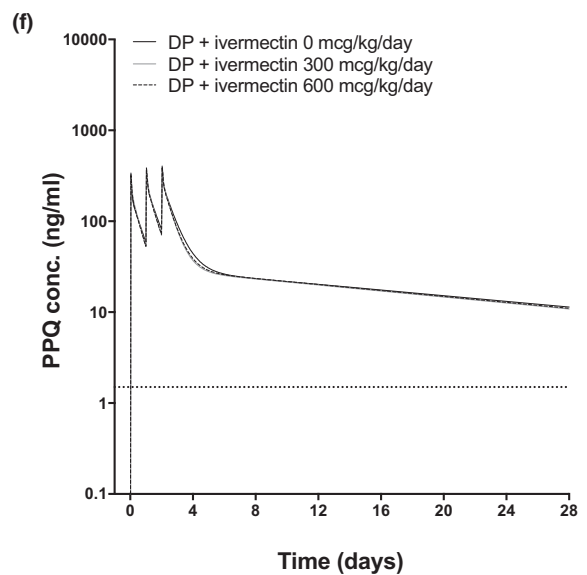 (f)
DP + ivermectin 0 mcg/kg/day
DP + ivermectin 300 mcg/kg/day
DP + ivermectin 600 mcg/kg/day
PPQ conc. (ng/ml)
10000
1000
100
10
1
0.1
0 4 8 12 16 20 24 28
Time (days)